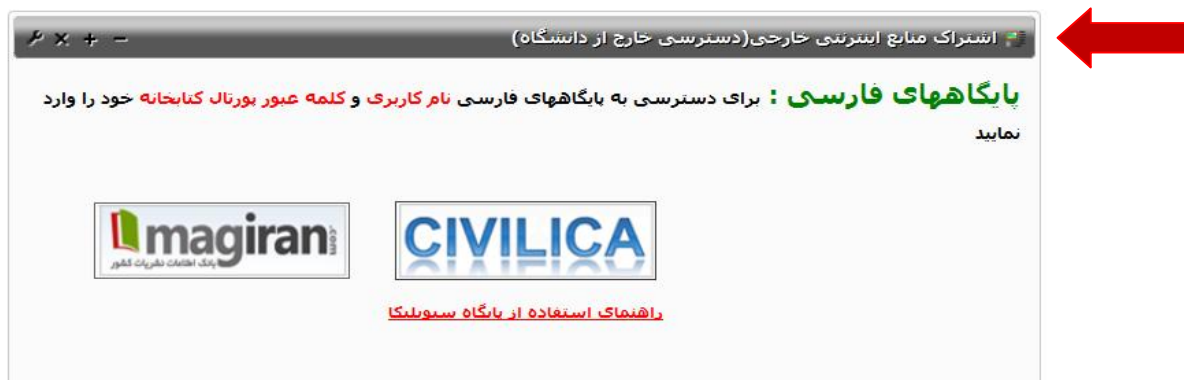 اشتراک منابع اینترنتی خارجی(دسترسی خارج از دانشگاه)
پایگاههای فارسی : برای دسترسی به پایگاههای فارسی نام کاربری و کلمه عبور پورتال کتابخانه خود را وارد
نمایید
CIVILICA
magiran.com
بانک اطلاعات نشریات کشور
راهنمای استفاده از پایگاه سیویلیکا